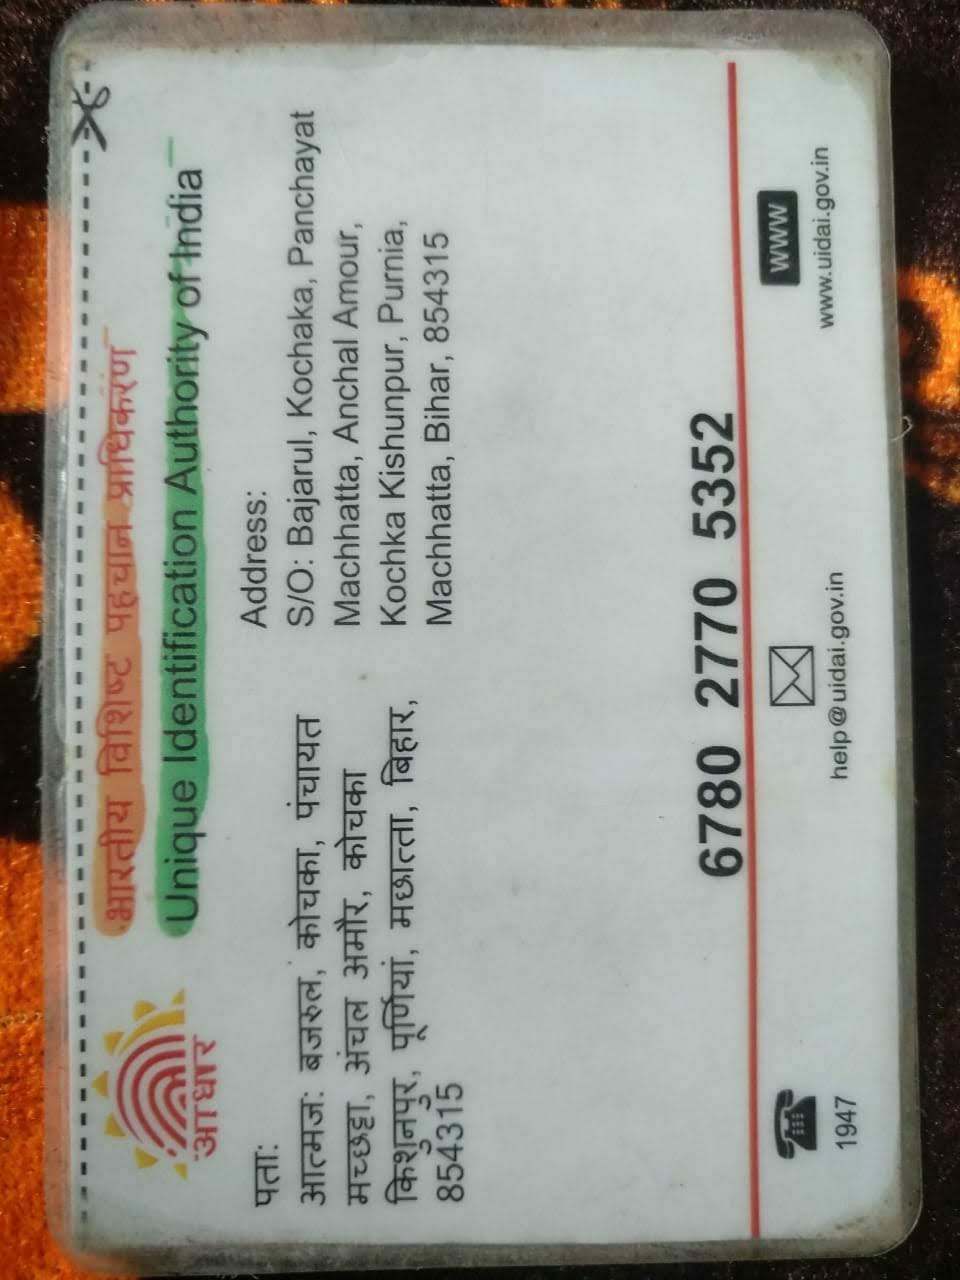 भारतीय विशिष्ट पहचान प्राधिकरण
Unique Identification Authority of India
आधार
पता:
आत्मज: बजरुल, कोचका, पंचायत
मच्छट्टा, अंचल अमौर, कोचका
किशुनपुर, पूर्णियां, मछात्ता, बिहार,
854315
Address:
S/O: Bajarul, Kochaka, Panchayat
Machhatta, Anchal Amour,
Kochka Kishunpur, Purnia,
Machhatta, Bihar, 854315
6780 2770 5352
1947
help@uidai.gov.in
WWW
www.uidai.gov.in